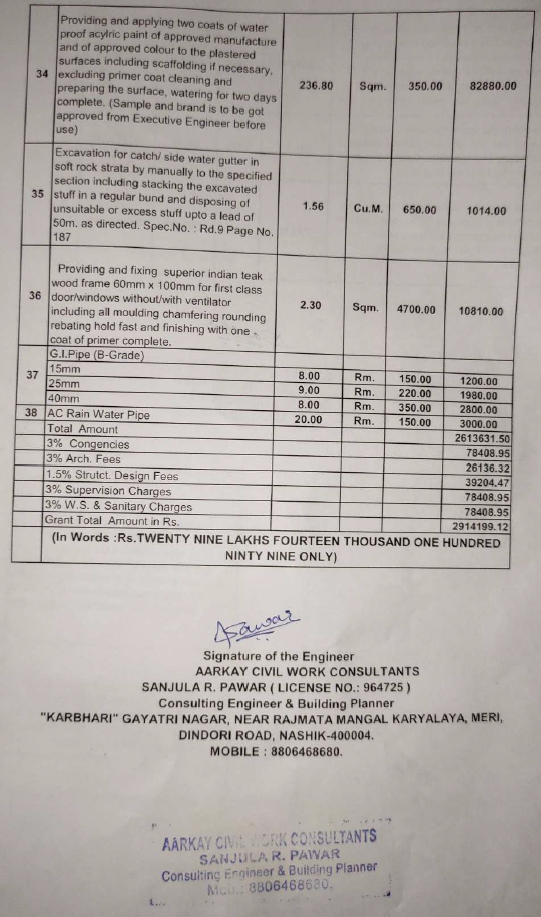 Providing and applying two coats of water
proof acylric paint of approved manufacture
and of approved colour to the plastered
surfaces including scaffolding if necessary,
34 excluding primer coat cleaning and 236.80 Sqm. 350.00 82880.00
preparing the surface, watering for two days
complete. (Sample and brand is to be got
approved from Executive Engineer before
use)
Excavation for catch/ side water gutter in
soft rock strata by manually to the specified
section including stacking the excavated
35 stuff in a regular bund and disposing of 1.56 Cu.M. 650.00 1014.00
unsuitable or excess stuff upto a lead of
50m. as directed. Spec.No. : Rd.9 Page No.
187
Providing and fixing superior indian teak
wood frame 60mm x 100mm for first class
36 door/windows without/with ventilator 2.30 Sqm. 4700.00 10810.00
including all moulding chamfering rounding
rebating hold fast and finishing with one
coat of primer complete.
G.I.Pipe (B-Grade)
37 15mm 8.00 Rm. 150.00 1200.00
25mm 9.00 Rm. 220.00 1980.00
40mm 8.00 Rm. 350.00 2800.00
38 AC Rain Water Pipe 20.00 Rm. 150.00 3000.00
Total Amount 2613631.50
3% Congencies 78408.95
3% Arch. Fees 26136.32
1.5% Strutct. Design Fees 39204.47
3% Supervision Charges 78408.95
3% W.S. & Sanitary Charges 78408.95
Grant Total Amount in Rs. 2914199.12
(In Words :Rs.TWENTY NINE LAKHS FOURTEEN THOUSAND ONE HUNDRED
NINTY NINE ONLY)
Signature of the Engineer
AARKAY CIVIL WORK CONSULTANTS
SANJULA R. PAWAR ( LICENSE NO.: 964725 )
Consulting Engineer & Building Planner
"KARBHARI" GAYATRI NAGAR, NEAR RAJMATA MANGAL KARYALAYA, MERI,
DINDORI ROAD, NASHIK-400004.
MOBILE : 8806468680.
AARKAY CIVIL WORK CONSULTANTS
SANJULA R. PAWAR
Consulting Engineer & Building Planner
Mob.: 8806468680.